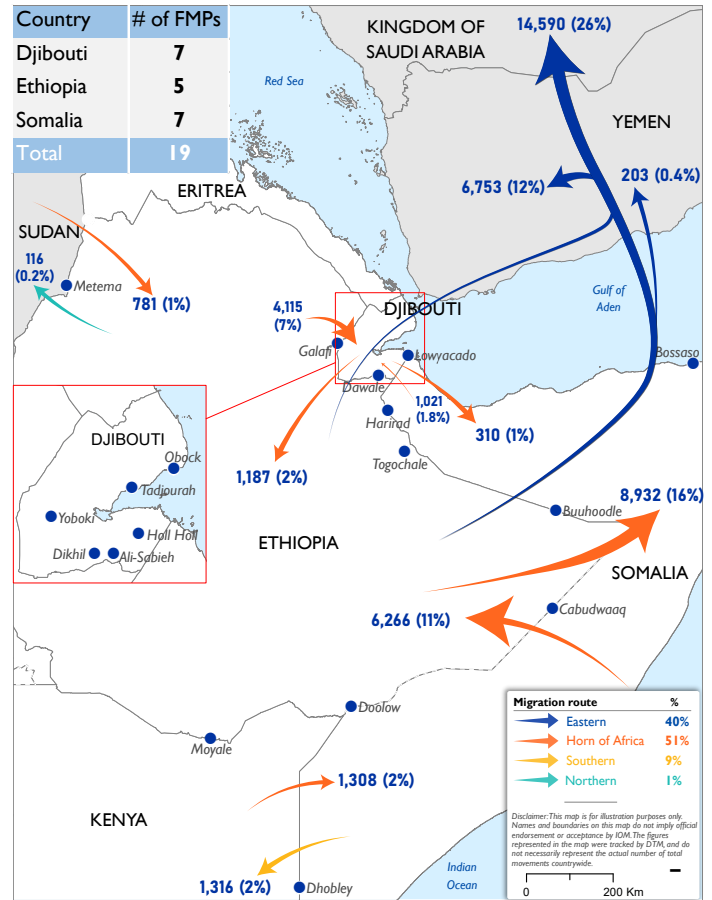 Country # of FMPs
Djibouti 7
Ethiopia 5
Somalia 7
Total 19
KINGDOM OF
SAUDI ARABIA
14,590 (26%)
Red Sea
YEMEN
6,753 (12%)
203 (0.4%)
ERITREA
SUDAN
116
(0.2%)
Metema
781 (1%)
4,115
(7%)
DJIBOUTI
Gulf of
Aden
Galafi
Lowyacado
Bossaso
Dawale
1,021
(1.8%)
Harirad
310 (1%)
Togochale
1,187 (2%)
DJIBOUTI
Obock
Tadjourah
Yoboki
Holl Holl
Dikhil
Ali-Sabieh
8,932 (16%)
Buuhoodle
ETHIOPIA
SOMALIA
Cabudwaaq
6,266 (11%)
Doolow
Moyale
1,308 (2%)
KENYA
1,316 (2%)
Dhobley
Indian
Ocean
Migration route %
Eastern 40%
Horn of Africa 51%
Southern 9%
Northern 1%
Disclaimer: This map is for illustration purposes only.
Names and boundaries on this map do not imply official
endorsement or acceptance by IOM. The figures
represented in the map were tracked by DTM, and do
not necessarily represent the actual number of total
movements countrywide.
0 200 Km